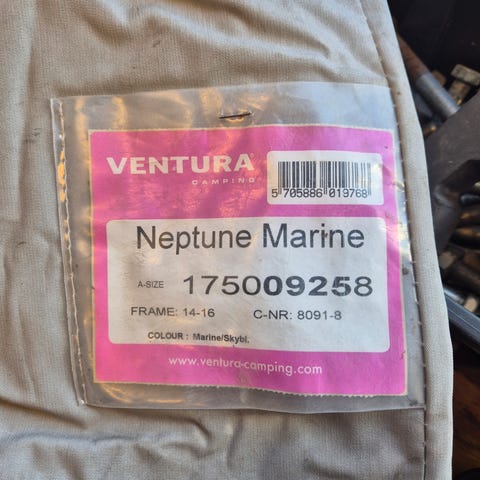 VENTURA®
CAMPING
5 705886 019768
Neptune Marine
A-SIZE 175009258
FRAME: 14-16 C-NR: 8091-8
COLOUR : Marine/Skybl.
www.ventura-camping.com